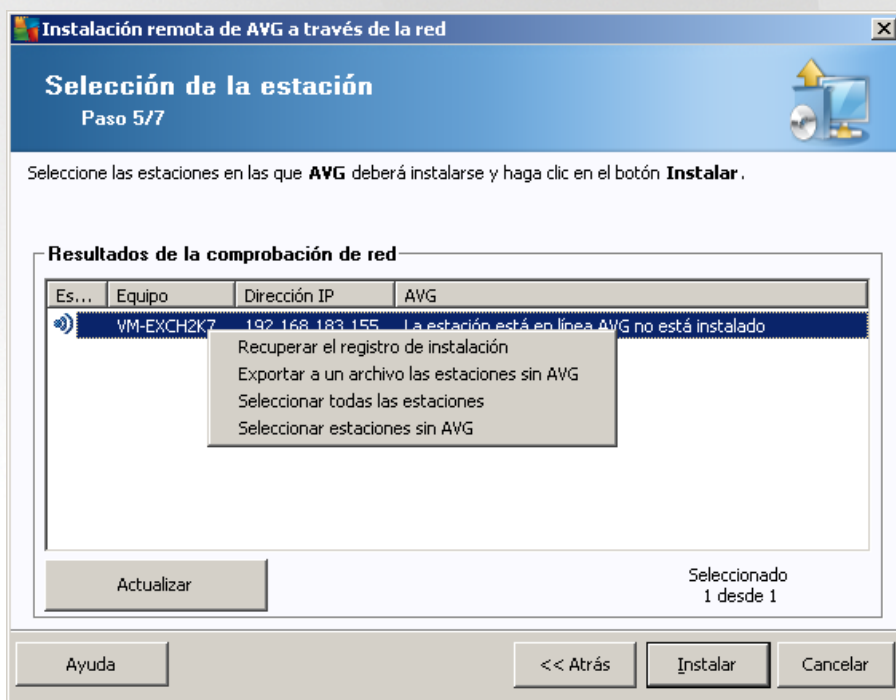 Instalación remota de AVG a través de la red
Selección de la estación
Paso 5/7
Seleccione las estaciones en las que AVG deberá instalarse y haga clic en el botón Instalar.
Resultados de la comprobación de red
Es... Equipo Dirección IP AVG
VM-EXCH2K7 192.168.183.155 La estación está en línea AVG no está instalado
Recuperar el registro de instalación
Exportar a un archivo las estaciones sin AVG
Seleccionar todas las estaciones
Seleccionar estaciones sin AVG
Actualizar
Seleccionado
1 desde 1
Ayuda << Atrás Instalar Cancelar